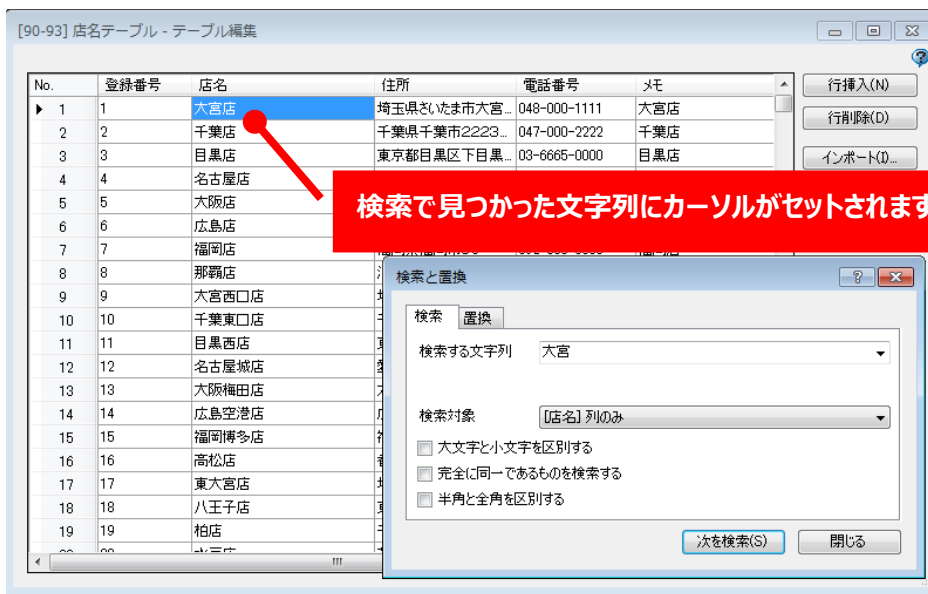 [90-93] 店名テーブル - テーブル編集
No. 登録番号 店名 住所 電話番号 メモ
行挿入(N)
1 1 大宮店 埼玉県さいたま市大宮... 048-000-1111 大宮店
行削除(D)
2 2 千葉店 千葉県千葉市2223... 047-000-2222 千葉店
3 3 目黒店 東京都目黒区下目黒... 03-6665-0000 目黒店
インポート(I)...
4 4 名古屋店
5 5 大阪店
検索で見つかった文字列にカーソルがセットされます
6 6 広島店
7 7 福岡店
8 8 那覇店
9 9 大宮西口店
10 10 千葉東口店
11 11 目黒西店
12 12 名古屋城店
13 13 大阪梅田店
14 14 広島空港店
15 15 福岡博多店
16 16 高松店
17 17 東大宮店
18 18 八王子店
19 19 柏店
検索と置換
検索 置換
検索する文字列 大宮
検索対象 [店名] 列のみ
大文字と小文字を区別する
完全に同一であるものを検索する
半角と全角を区別する
次を検索(S) 閉じる